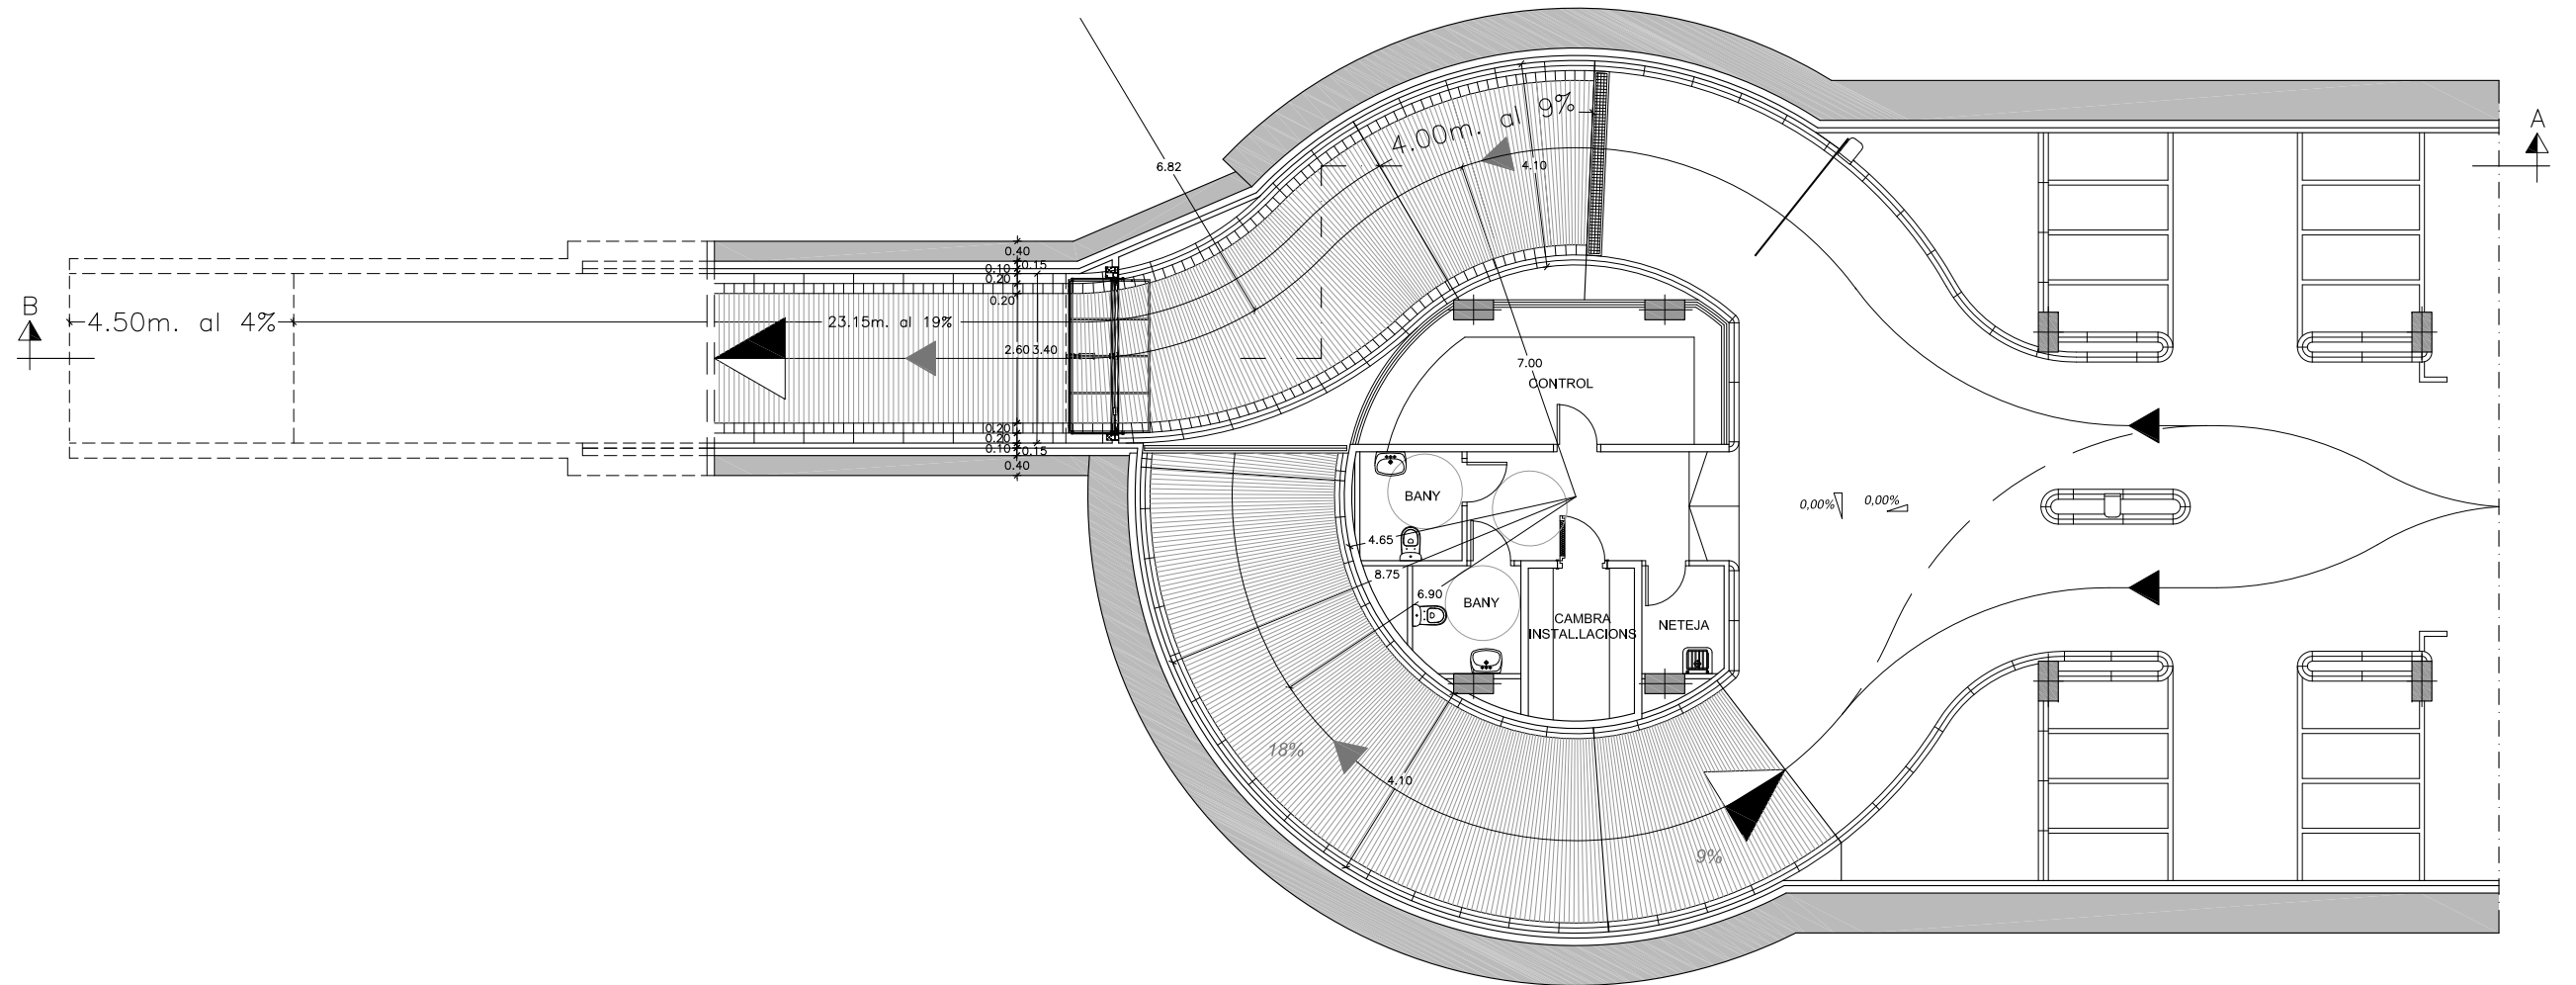 A
4.00m. al 9%
4.10
6.82
0.40
0.15
0.10
0.20
0.20
B
4.50m. al 4%
23.15m. al 19%
2.60
3.40
7.00
CONTROL
0.20
0.20
0.10
0.15
0.40
BANY
0,00%
0,00%
4.65
8.75
6.90
BANY
CAMBRA
INSTAL.LACIONS
NETEJA
18%
4.10
9%